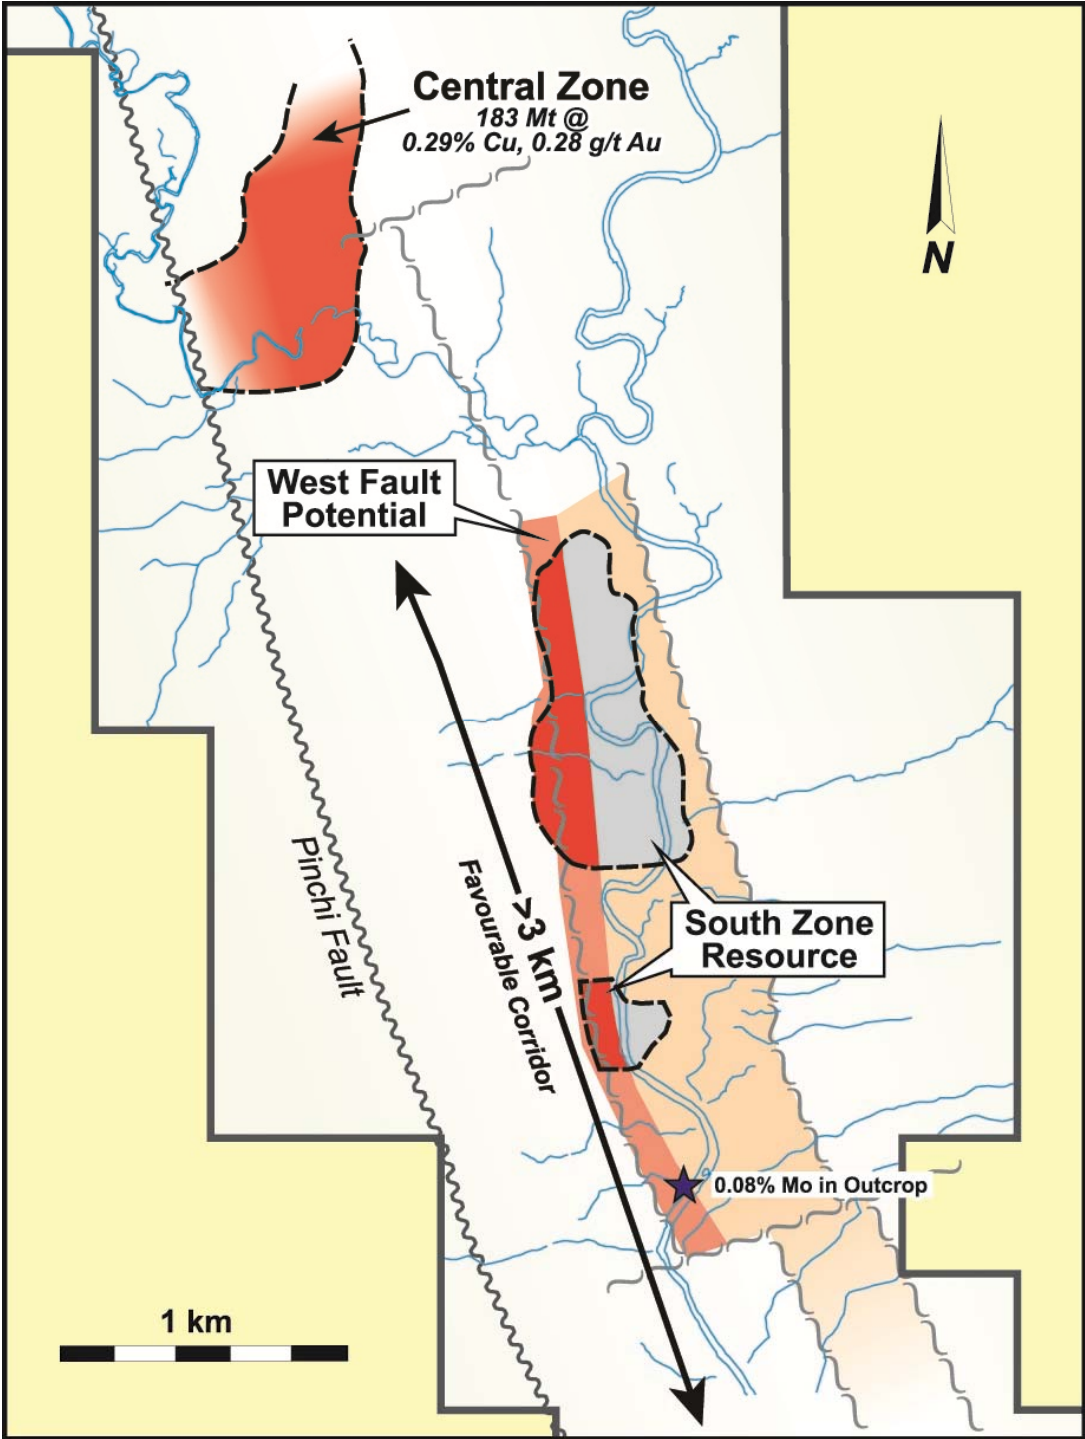 Central Zone
183 Mt @
0.29% Cu, 0.28 g/t Au
N
West Fault
Potential
Pinchi Fault
>3 km
Favourable Corridor
South Zone
Resource
0.08% Mo in Outcrop
1 km